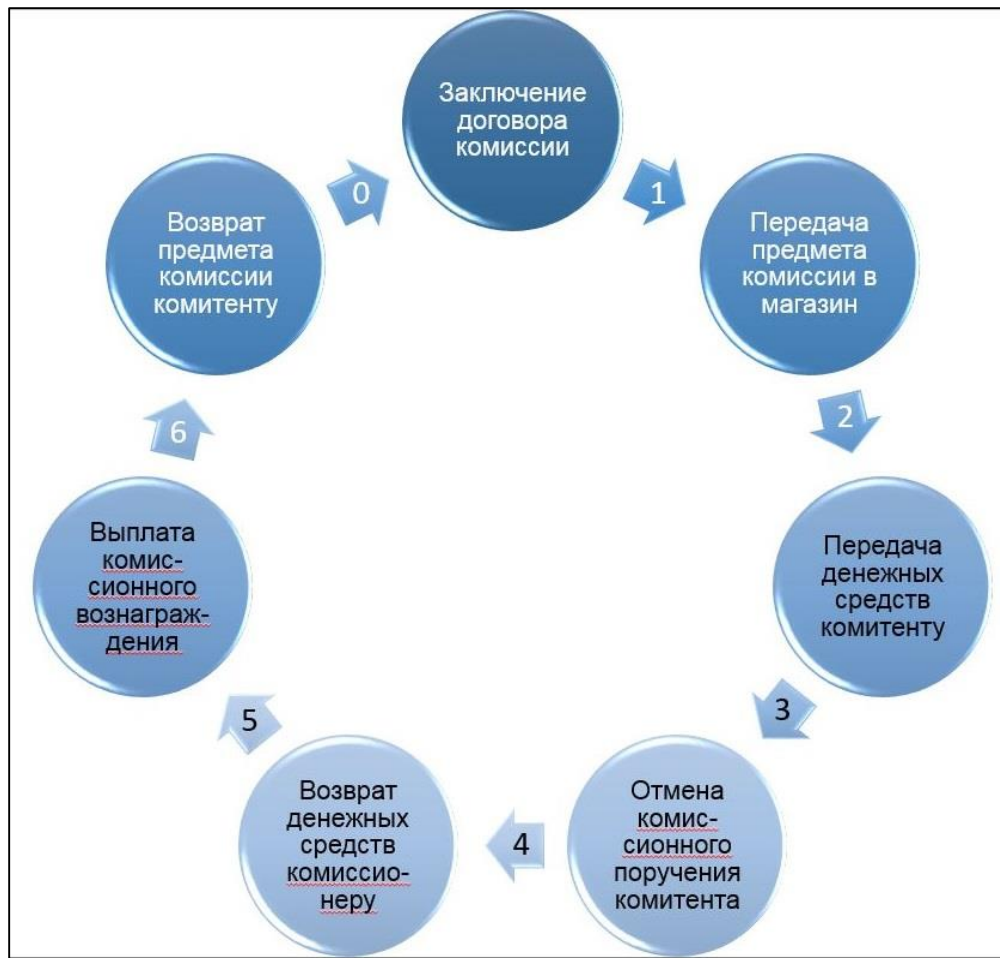 Заключение
договора
комиссии
1
Передача
предмета
комиссии в
магазин
2
Передача
денежных
средств
комитенту
3
Отмена
комис-
сионного
поручения
комитента
4
Возврат
денежных
средств
комиссио-
неру
5
Выплата
комис-
сионного
вознаграж-
дения
6
Возврат
предмета
комиссии
комитенту
0